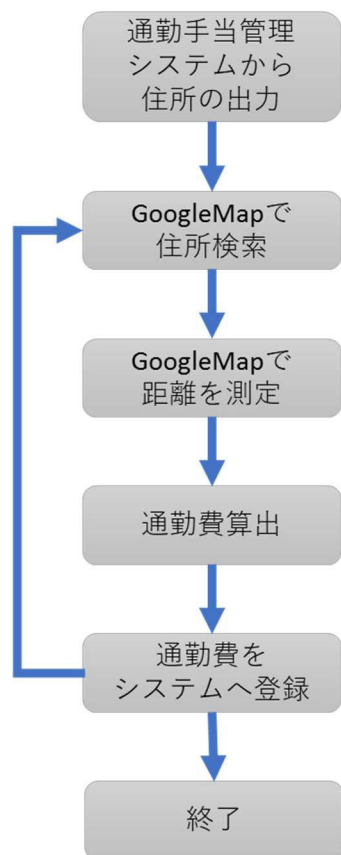 通勤手当管理
システムから
住所の出力
GoogleMapで
住所検索
GoogleMapで
距離を測定
通勤費算出
通勤費を
システムへ登録
終了